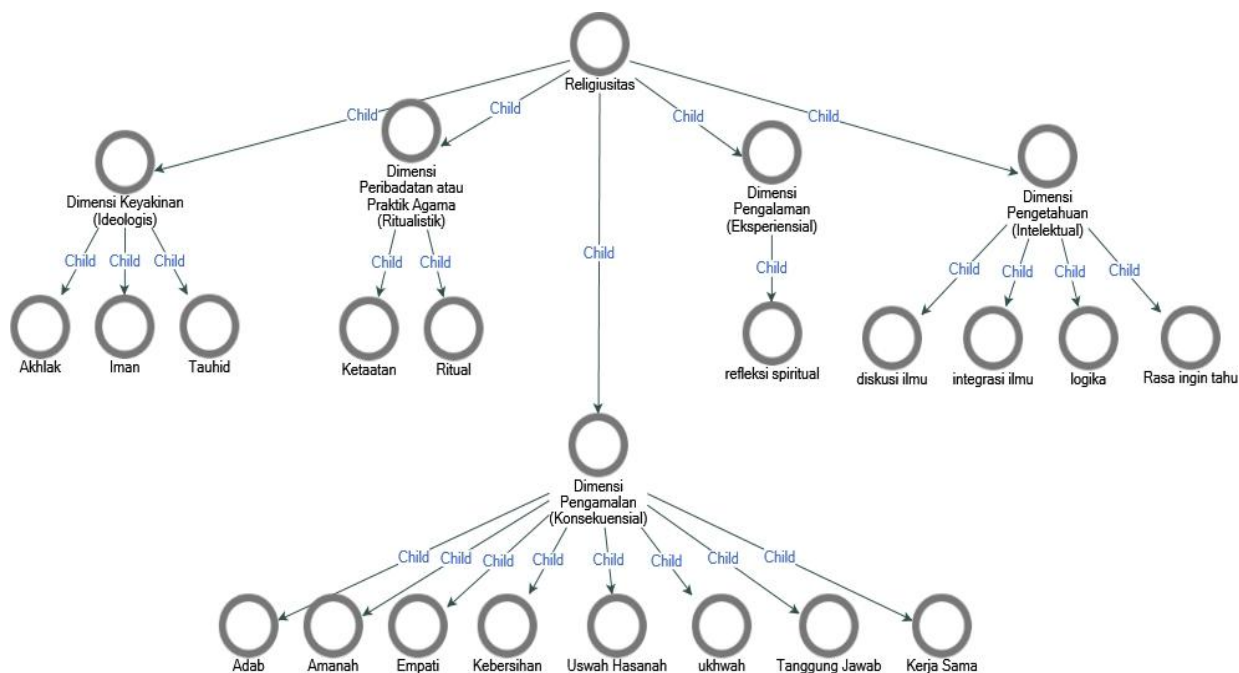 Religiusitas
Child
Child
Child
Child
Child
Dimensi Keyakinan
(Ideologis)
Dimensi
Peribadatan atau
Praktik Agama
(Ritualistik)
Dimensi
Pengalaman
(Eksperiensial)
Dimensi
Pengetahuan
(Intelektual)
Child
Child
Child
Child
Child
Child
Child
Child
Child
Child
Akhlak
Iman
Tauhid
Ketaatan
Ritual
refleksi spiritual
diskusi ilmu
integrasi ilmu
logika
Rasa ingin tahu
Dimensi
Pengamalan
(Konsekuensial)
Child
Child
Child
Child
Child
Child
Child
Child
Adab
Amanah
Empati
Kebersihan
Uswah Hasanah
ukhwah
Tanggung Jawab
Kerja Sama